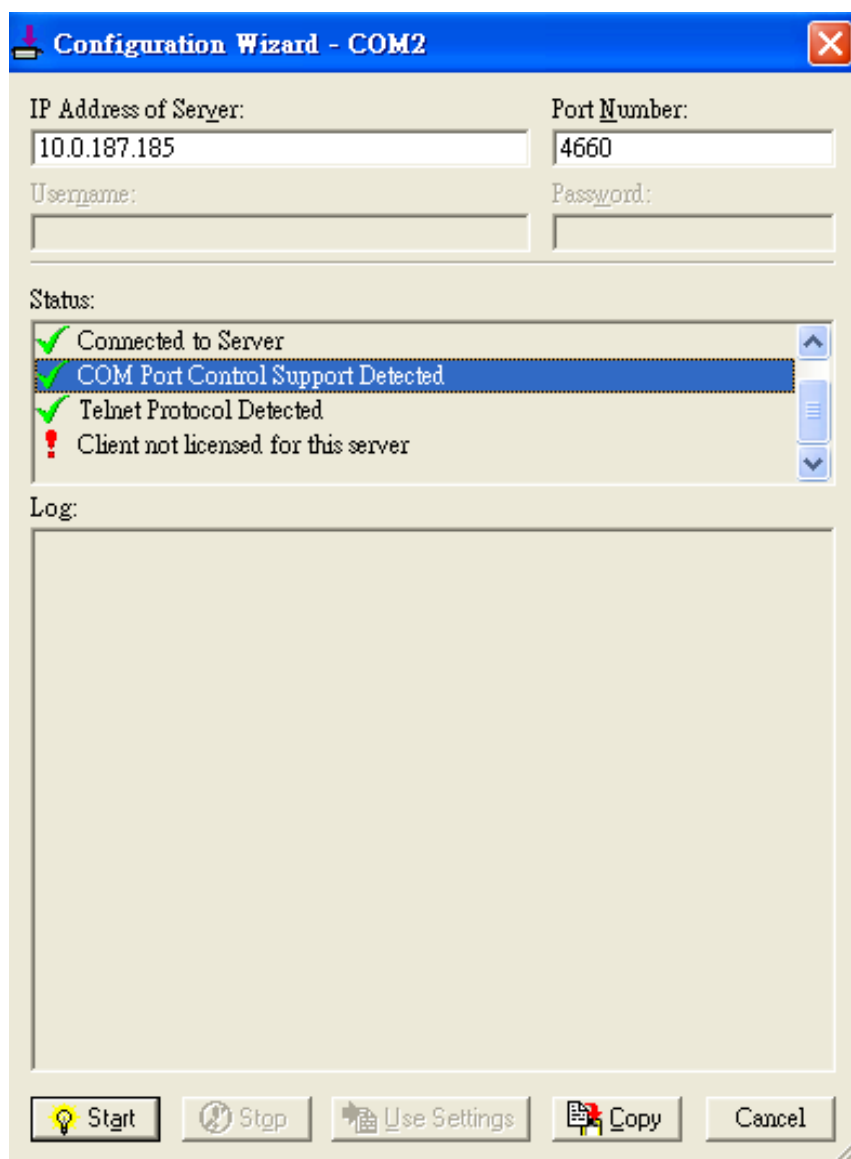 Configuration Wizard - COM2
IP Address of Server: Port Number:
10.0.187.185 4660
Username: Password:
Status:
Connected to Server
COM Port Control Support Detected
Telnet Protocol Detected
Client not licensed for this server
Log:
Start Stop Use Settings Copy Cancel